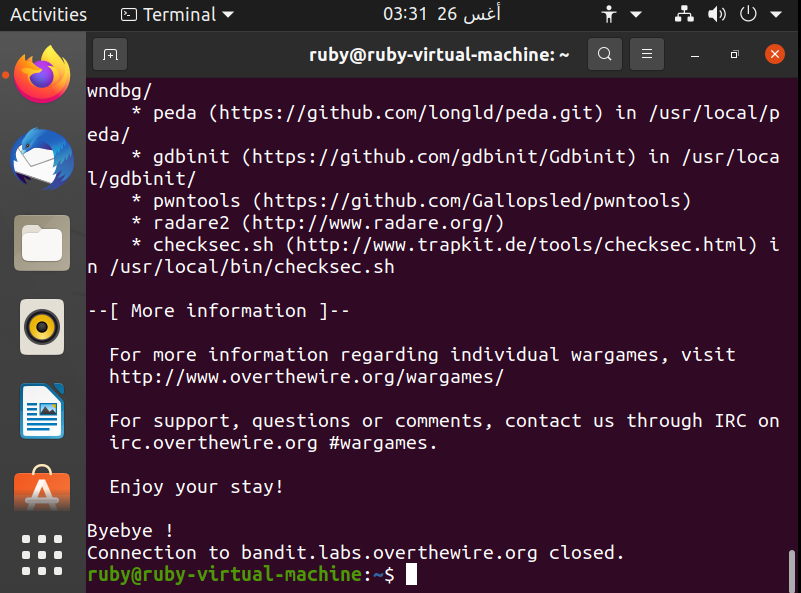 Activities Terminal 03:31 26 أغس
ruby@ruby-virtual-machine: ~
wndbg/
    * peda (https://github.com/longld/peda.git) in /usr/local/p
eda/
    * gdbinit (https://github.com/gdbinit/Gdbinit) in /usr/loca
l/gdbinit/
    * pwntools (https://github.com/Gallopsled/pwntools)
    * radare2 (http://www.radare.org/)
    * checksec.sh (http://www.trapkit.de/tools/checksec.html) i
n /usr/local/bin/checksec.sh
--[ More information ]--
  For more information regarding individual wargames, visit
  http://www.overthewire.org/wargames/
  For support, questions or comments, contact us through IRC on
  irc.overthewire.org #wargames.
  Enjoy your stay!
Byebye !
Connection to bandit.labs.overthewire.org closed.
ruby@ruby-virtual-machine:~$